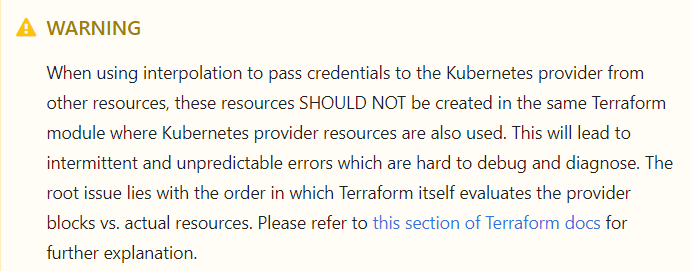 WARNING
When using interpolation to pass credentials to the Kubernetes provider from
other resources, these resources SHOULD NOT be created in the same Terraform
module where Kubernetes provider resources are also used. This will lead to
intermittent and unpredictable errors which are hard to debug and diagnose. The
root issue lies with the order in which Terraform itself evaluates the provider
blocks vs. actual resources. Please refer to this section of Terraform docs for
further explanation.